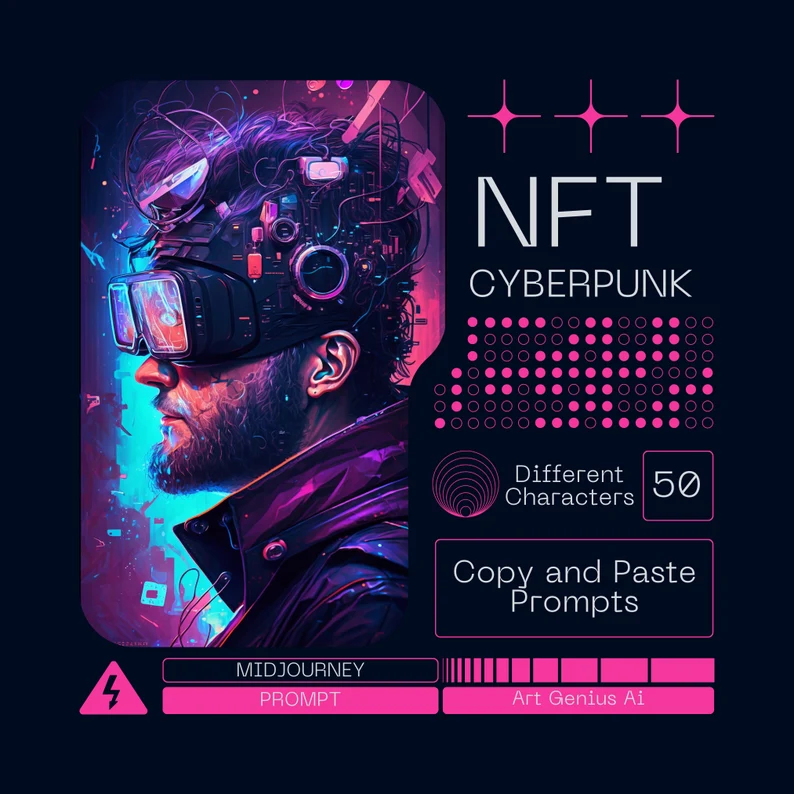 NFT
CYBERPUNK
Different
Characters
50
Copy and Paste
Prompts
MIDJOURNEY
PROMPT
Art Genius Ai